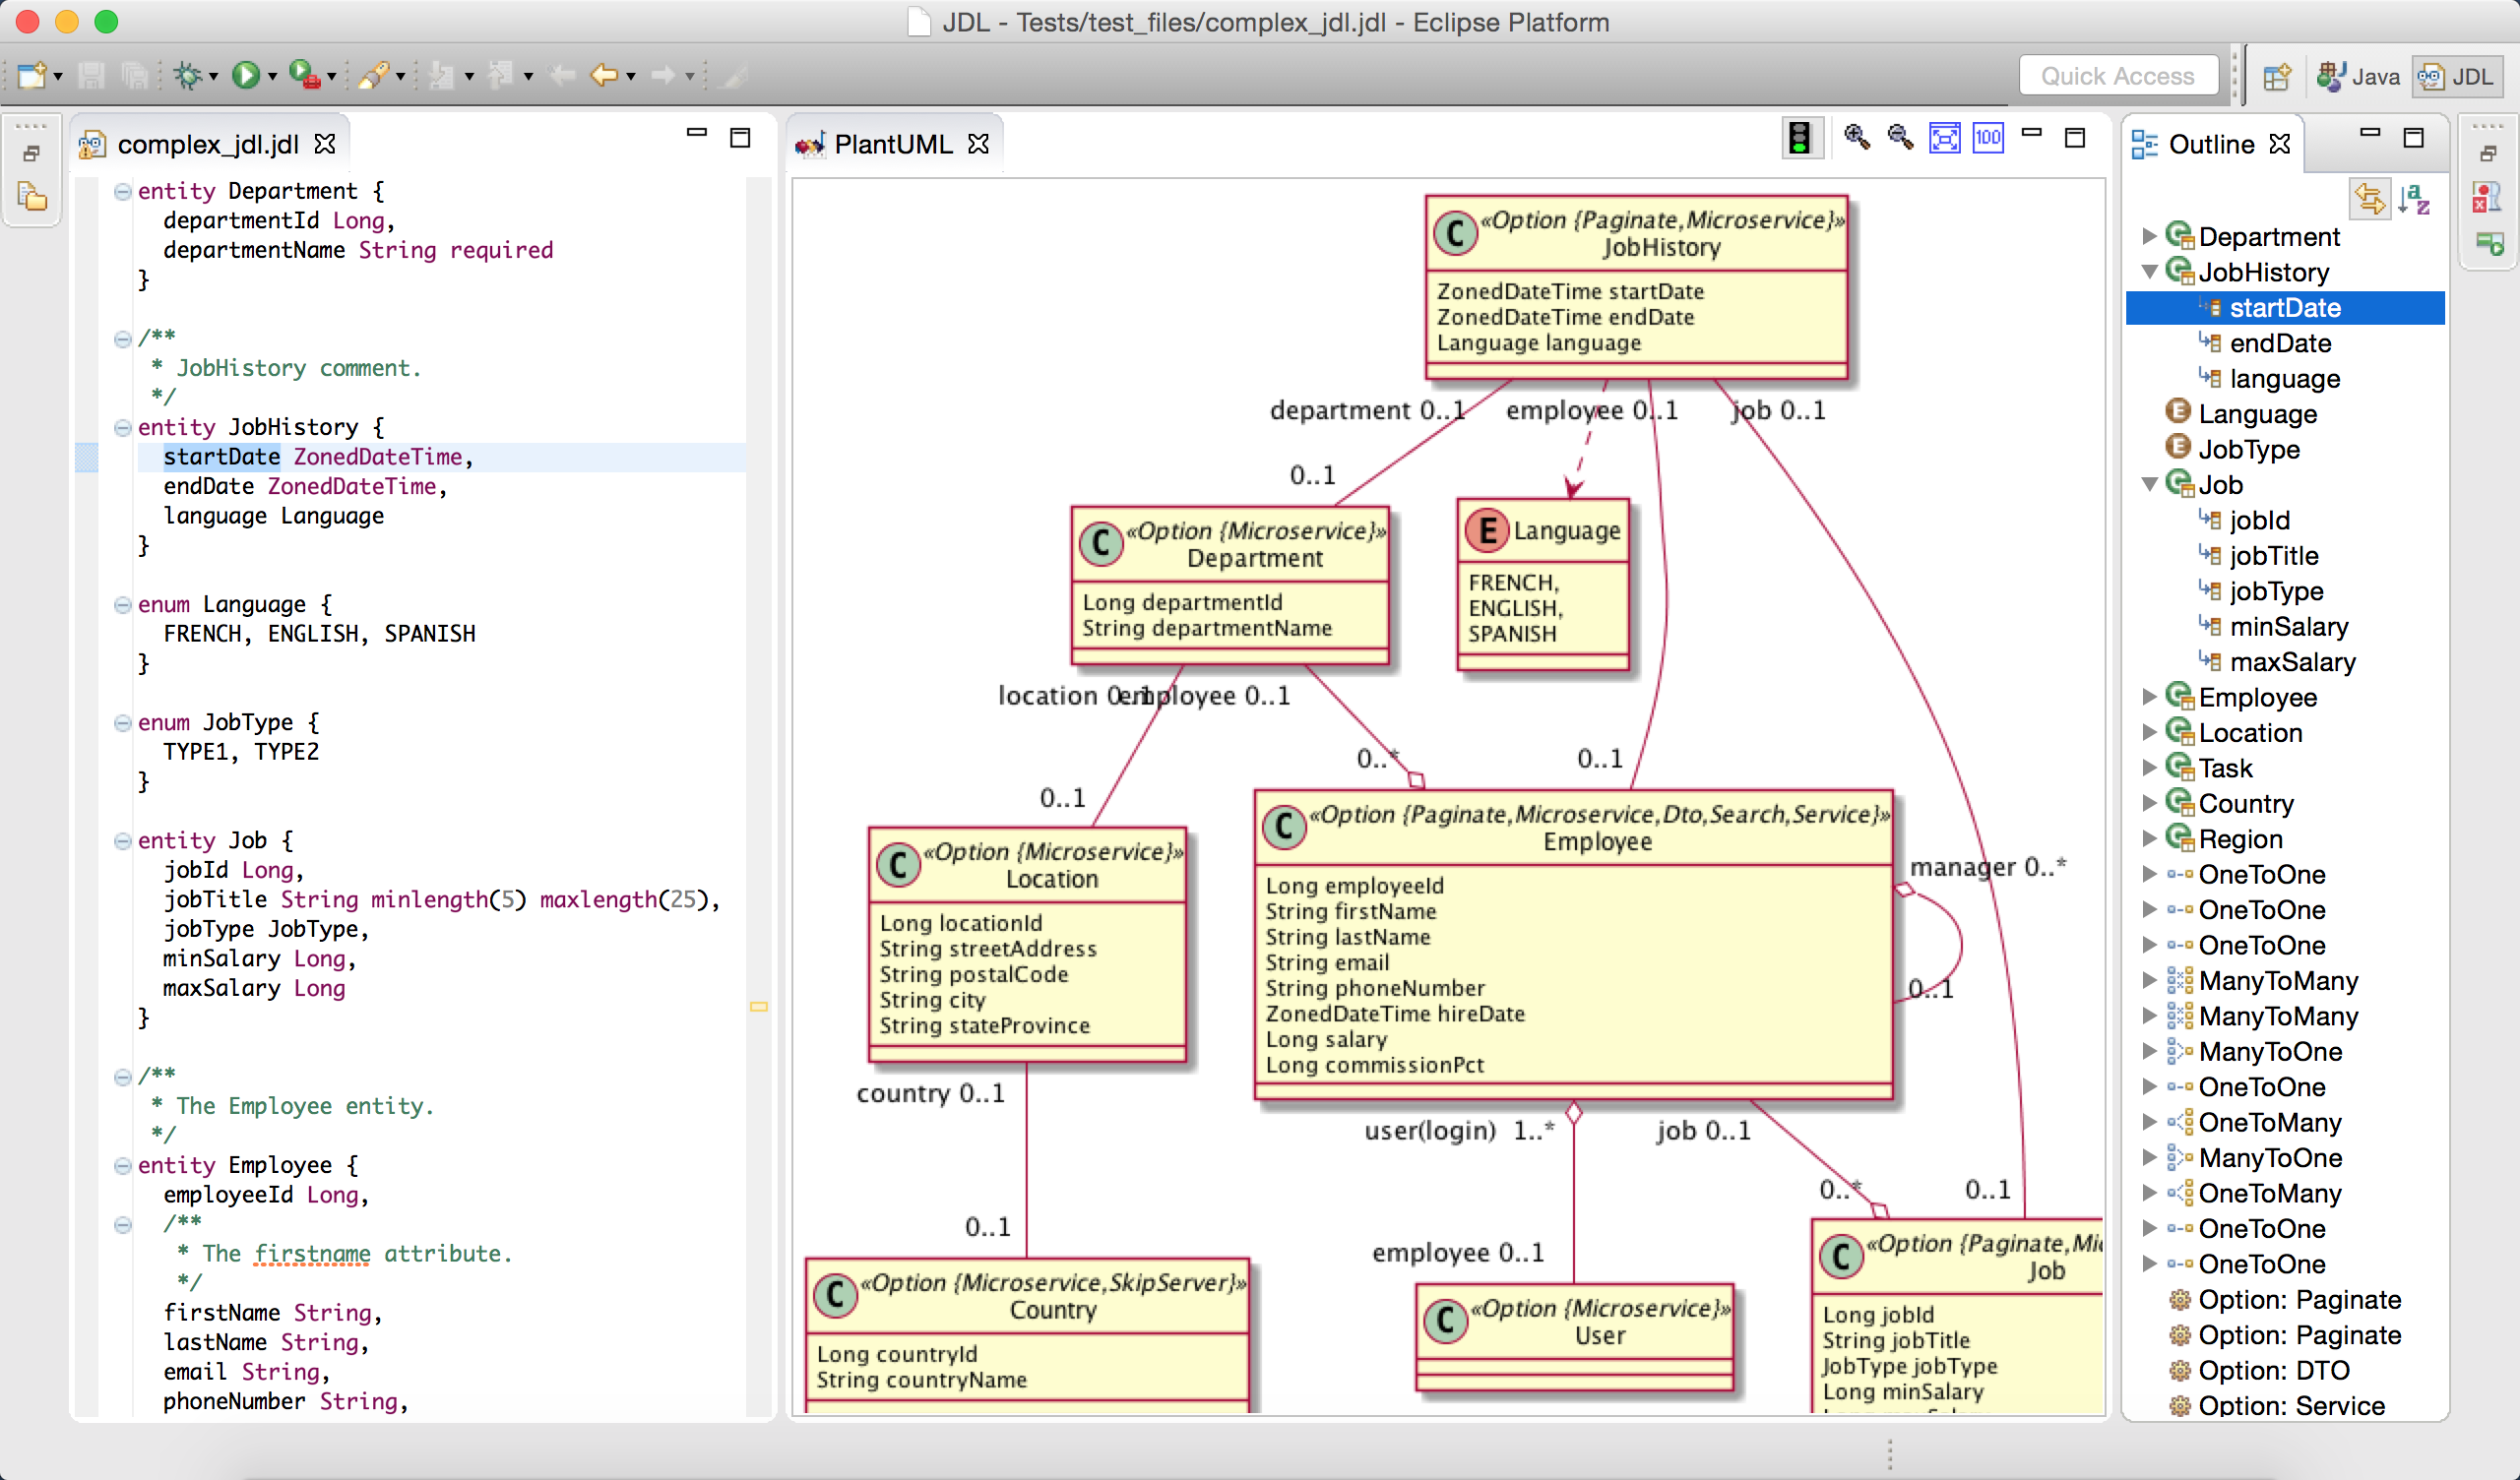 JDL - Tests/test_files/complex_jdl.jdl - Eclipse Platform
Quick Access
Java
JDL
complex_jdl.jdl
entity Department {
departmentId Long,
departmentName String required
}
/**
* JobHistory comment.
*/
entity JobHistory {
startDate ZonedDateTime,
endDate ZonedDateTime,
language Language
}
enum Language {
FRENCH, ENGLISH, SPANISH
}
enum JobType {
TYPE1, TYPE2
}
entity Job {
jobId Long,
jobTitle String minlength(5) maxlength(25),
jobType JobType,
minSalary Long,
maxSalary Long
}
/**
* The Employee entity.
*/
entity Employee {
employeeId Long,
/**
* The firstname attribute.
*/
firstName String,
lastName String,
email String,
phoneNumber String,
PlantUML
100
C
«Option {Paginate,Microservice}»
JobHistory
ZonedDateTime startDate
ZonedDateTime endDate
Language language
department 0..1
employee 0..1
job 0..1
0..1
C
«Option {Microservice}»
Department
Long departmentId
String departmentName
E
Language
FRENCH,
ENGLISH,
SPANISH
location 0..1
employee 0..1
0..*
0..1
0..1
C
«Option {Microservice}»
Location
Long locationId
String streetAddress
String postalCode
String city
String stateProvince
C
«Option {Paginate,Microservice,Dto,Search,Service}»
Employee
Long employeeId
String firstName
String lastName
String email
String phoneNumber
ZonedDateTime hireDate
Long salary
Long commissionPct
manager 0..*
0..1
country 0..1
user(login) 1..*
job 0..1
0..*
0..1
0..1
employee 0..1
C
«Option {Microservice,SkipServer}»
Country
Long countryId
String countryName
C
«Option {Microservice}»
User
C
«Option {Paginate,Mi
Job
Long jobId
String jobTitle
JobType jobType
Long minSalary
Outline
Department
JobHistory
startDate
endDate
language
Language
JobType
Job
jobId
jobTitle
jobType
minSalary
maxSalary
Employee
Location
Task
Country
Region
OneToOne
OneToOne
OneToOne
ManyToMany
ManyToMany
ManyToOne
OneToOne
OneToMany
ManyToOne
OneToMany
OneToOne
OneToOne
Option: Paginate
Option: Paginate
Option: DTO
Option: Service